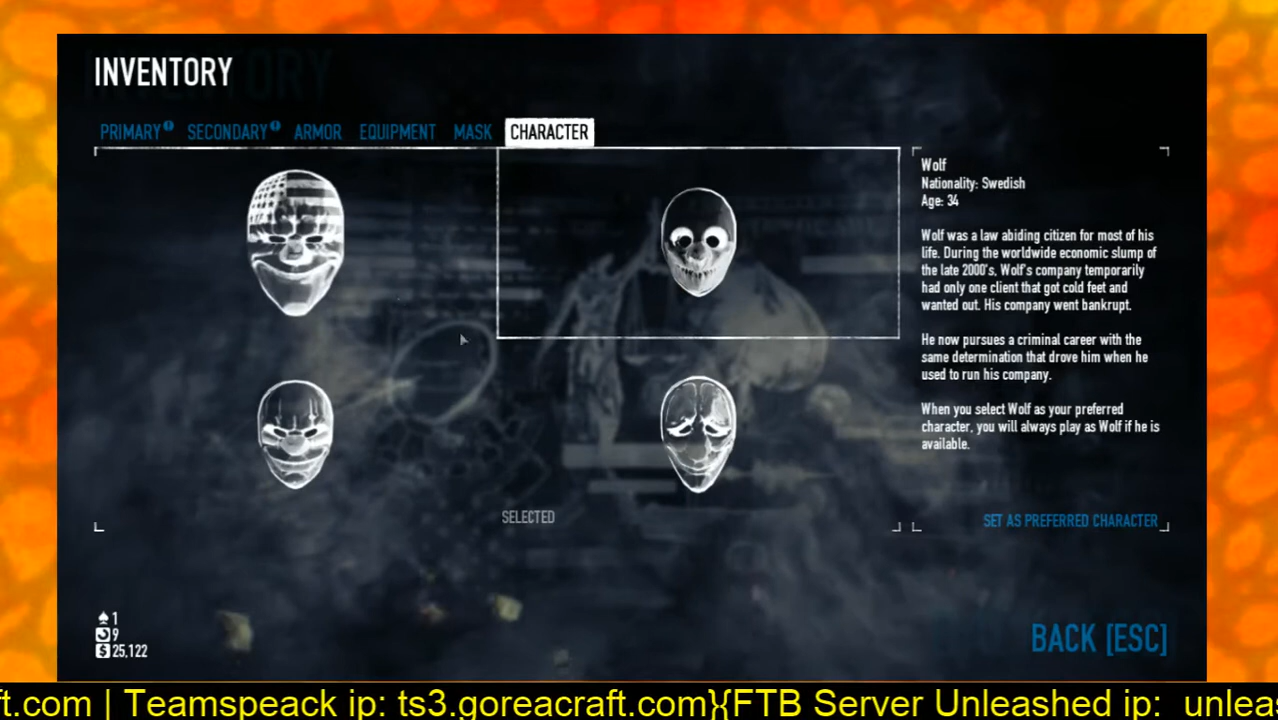 INVENTORY
PRIMARY SECONDARY ARMOR EQUIPMENT MASK CHARACTER
Wolf
Nationality: Swedish
Age: 34
Wolf was a law abiding citizen for most of his
life. During the worldwide economic slump of
the late 2000's, Wolf's company temporarily
had only one client that got cold feet and
wanted out. His company went bankrupt.
He now pursues a criminal career with the
same determination that drove him when he
used to run his company.
When you select Wolf as your preferred
character, you will always play as Wolf if he is
available.
SELECTED
SET AS PREFERRED CHARACTER
1
9
25,122
BACK [ESC]
ft.com | Teamspeack ip: ts3.goreacraft.com}{FTB Server Unleashed ip: unleas